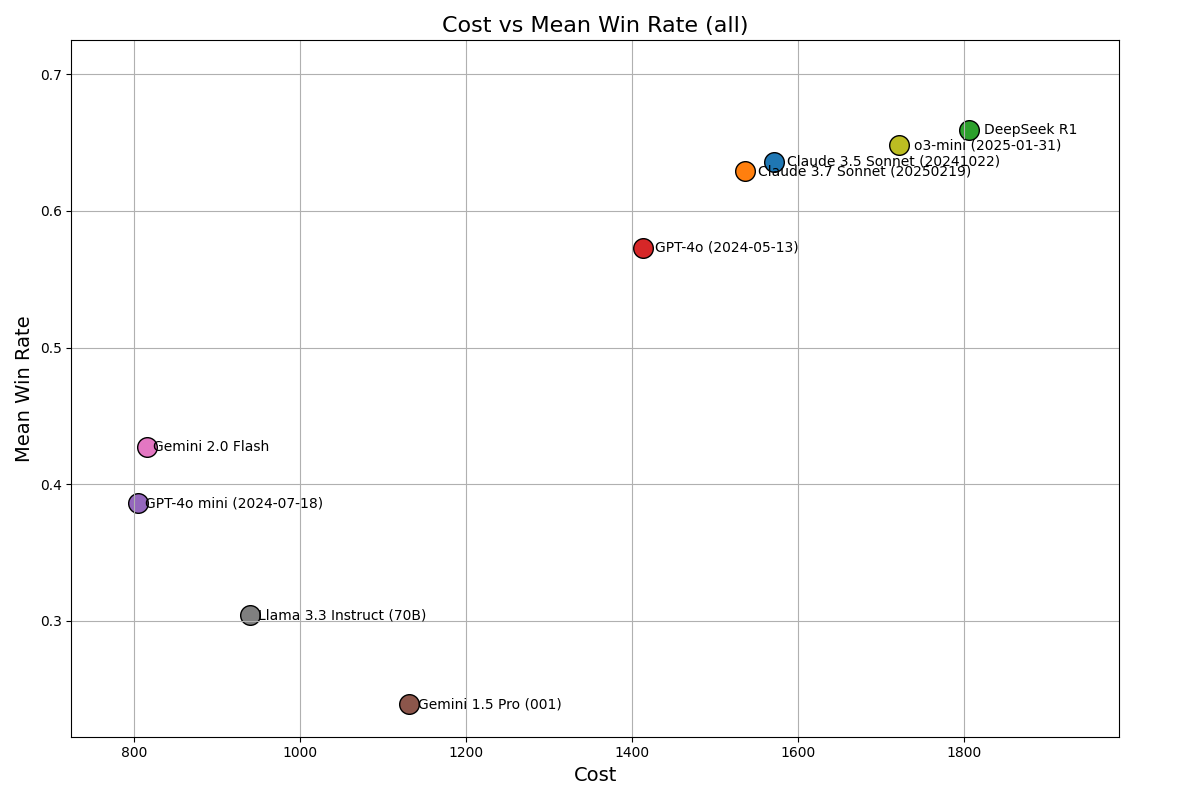 Cost vs Mean Win Rate (all)
0.7
0.6
0.5
0.4
0.3
Mean Win Rate
DeepSeek R1
o3-mini (2025-01-31)
Claude 3.5 Sonnet (20241022)
Claude 3.7 Sonnet (20250219)
GPT-4o (2024-05-13)
Gemini 2.0 Flash
GPT-4o mini (2024-07-18)
Llama 3.3 Instruct (70B)
Gemini 1.5 Pro (001)
800 1000 1200 1400 1600 1800
Cost